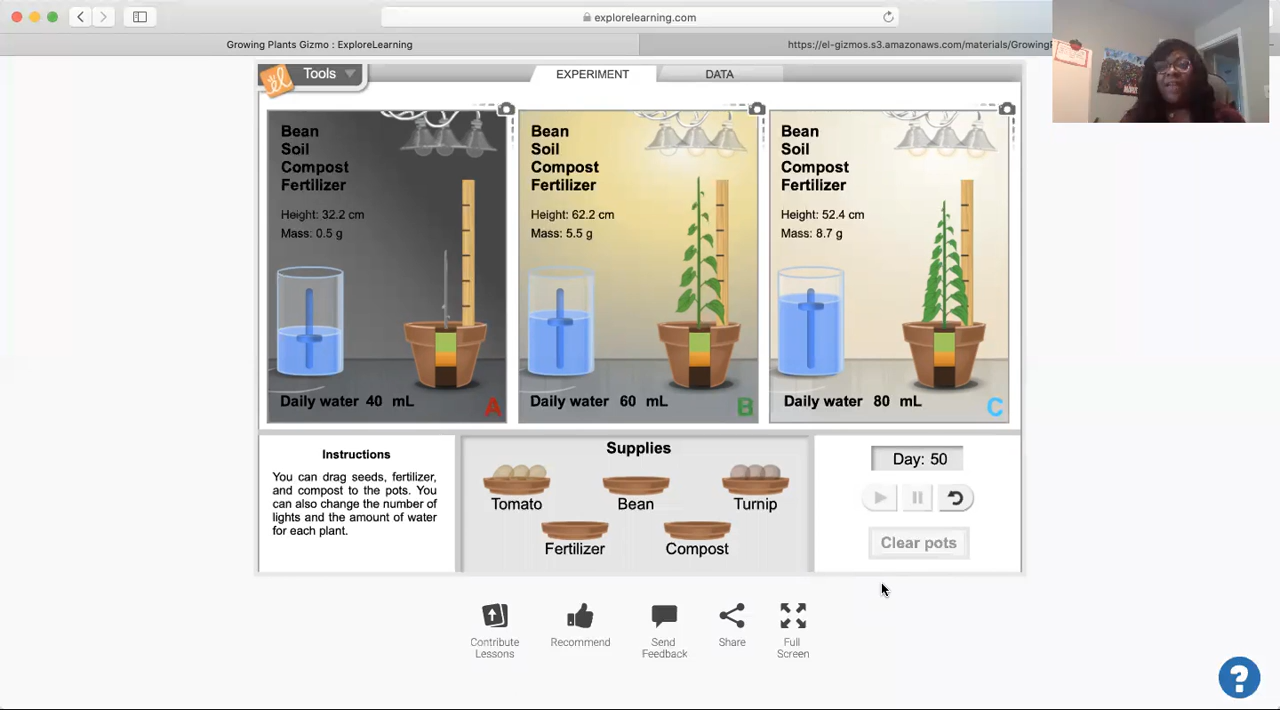 explorelearning.com
Growing Plants Gizmo : ExploreLearning
https://el-gizmos.s3.amazonaws.com/materials/GrowingP
Tools
EXPERIMENT
DATA
Bean
Soil
Compost
Fertilizer
Height: 32.2 cm
Mass: 0.5 g
Daily water 40 mL
A
Bean
Soil
Compost
Fertilizer
Height: 62.2 cm
Mass: 5.5 g
Daily water 60 mL
B
Bean
Soil
Compost
Fertilizer
Height: 52.4 cm
Mass: 8.7 g
Daily water 80 mL
C
Instructions
You can drag seeds, fertilizer,
and compost to the pots. You
can also change the number of
lights and the amount of water
for each plant.
Supplies
Tomato
Bean
Turnip
Fertilizer
Compost
Day: 50
Clear pots
Contribute
Lessons
Recommend
Send
Feedback
Share
Full
Screen
?